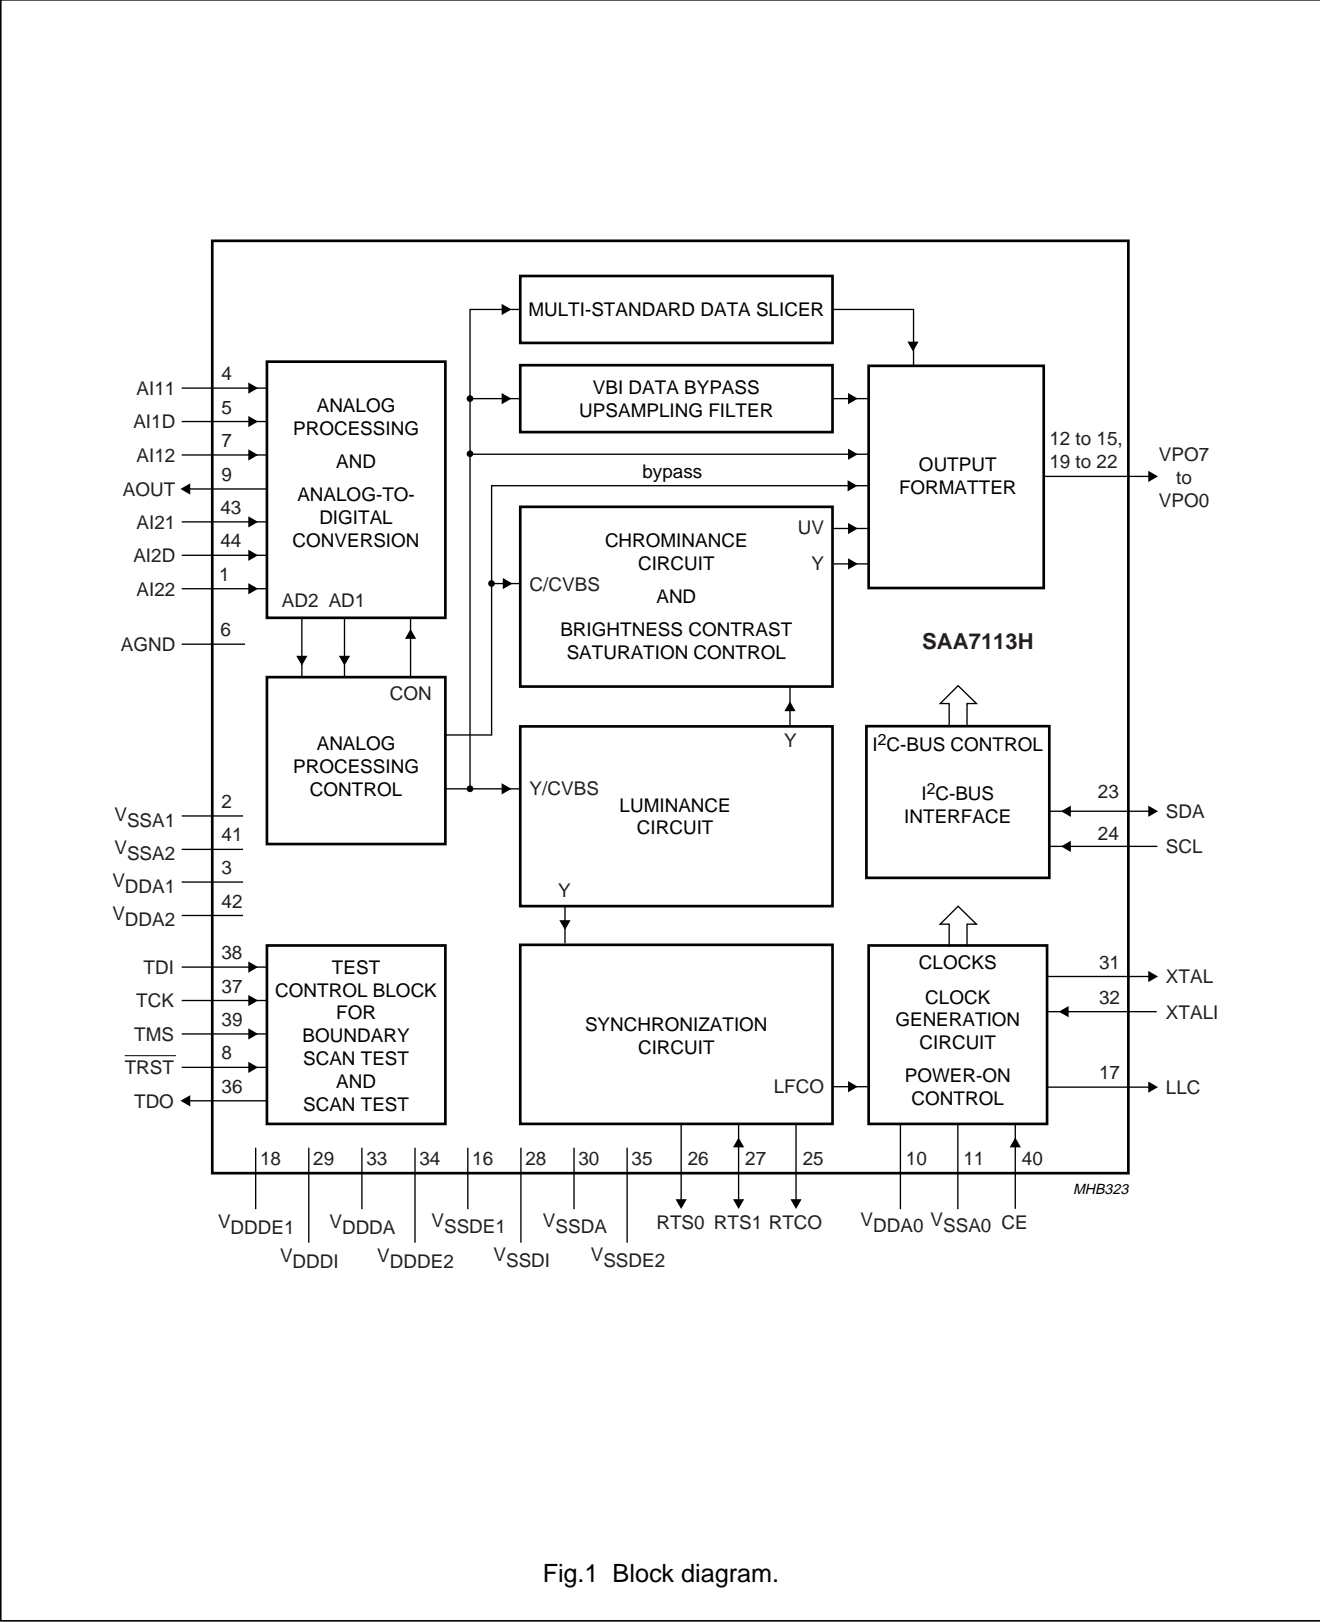 MULTI-STANDARD DATA SLICER
VBI DATA BYPASS
UPSAMPLING FILTER
AI11
4
AI1D
5
AI12
7
AOUT
9
AI21
43
AI2D
44
AI22
1
AGND
6
ANALOG
PROCESSING
AND
ANALOG-TO-
DIGITAL
CONVERSION
AD2 AD1
bypass
OUTPUT
FORMATTER
12 to 15,
19 to 22
VPO7
to
VPO0
CHROMINANCE
CIRCUIT
AND
BRIGHTNESS CONTRAST
SATURATION CONTROL
UV
Y
C/CVBS
SAA7113H
CON
ANALOG
PROCESSING
CONTROL
Y
Y/CVBS
LUMINANCE
CIRCUIT
Y
I2C-BUS CONTROL
I2C-BUS
INTERFACE
23
SDA
24
SCL
VSSA1
2
VSSA2
41
VDDA1
3
VDDA2
42
TDI
38
TCK
37
TMS
39
TRST
8
TDO
36
TEST
CONTROL BLOCK
FOR
BOUNDARY
SCAN TEST
AND
SCAN TEST
SYNCHRONIZATION
CIRCUIT
LFCO
CLOCKS
CLOCK
GENERATION
CIRCUIT
POWER-ON
CONTROL
31
XTAL
32
XTALI
17
LLC
18 29 33 34 16 28 30 35 26 27 25 10 11 40
MHB323
VDDDE1 VDDDA VSSDE1 VSSDA RTS0 RTS1 RTCO VDDA0 VSSA0 CE
VDDDI VDDDE2 VSSDI VSSDE2
Fig.1 Block diagram.